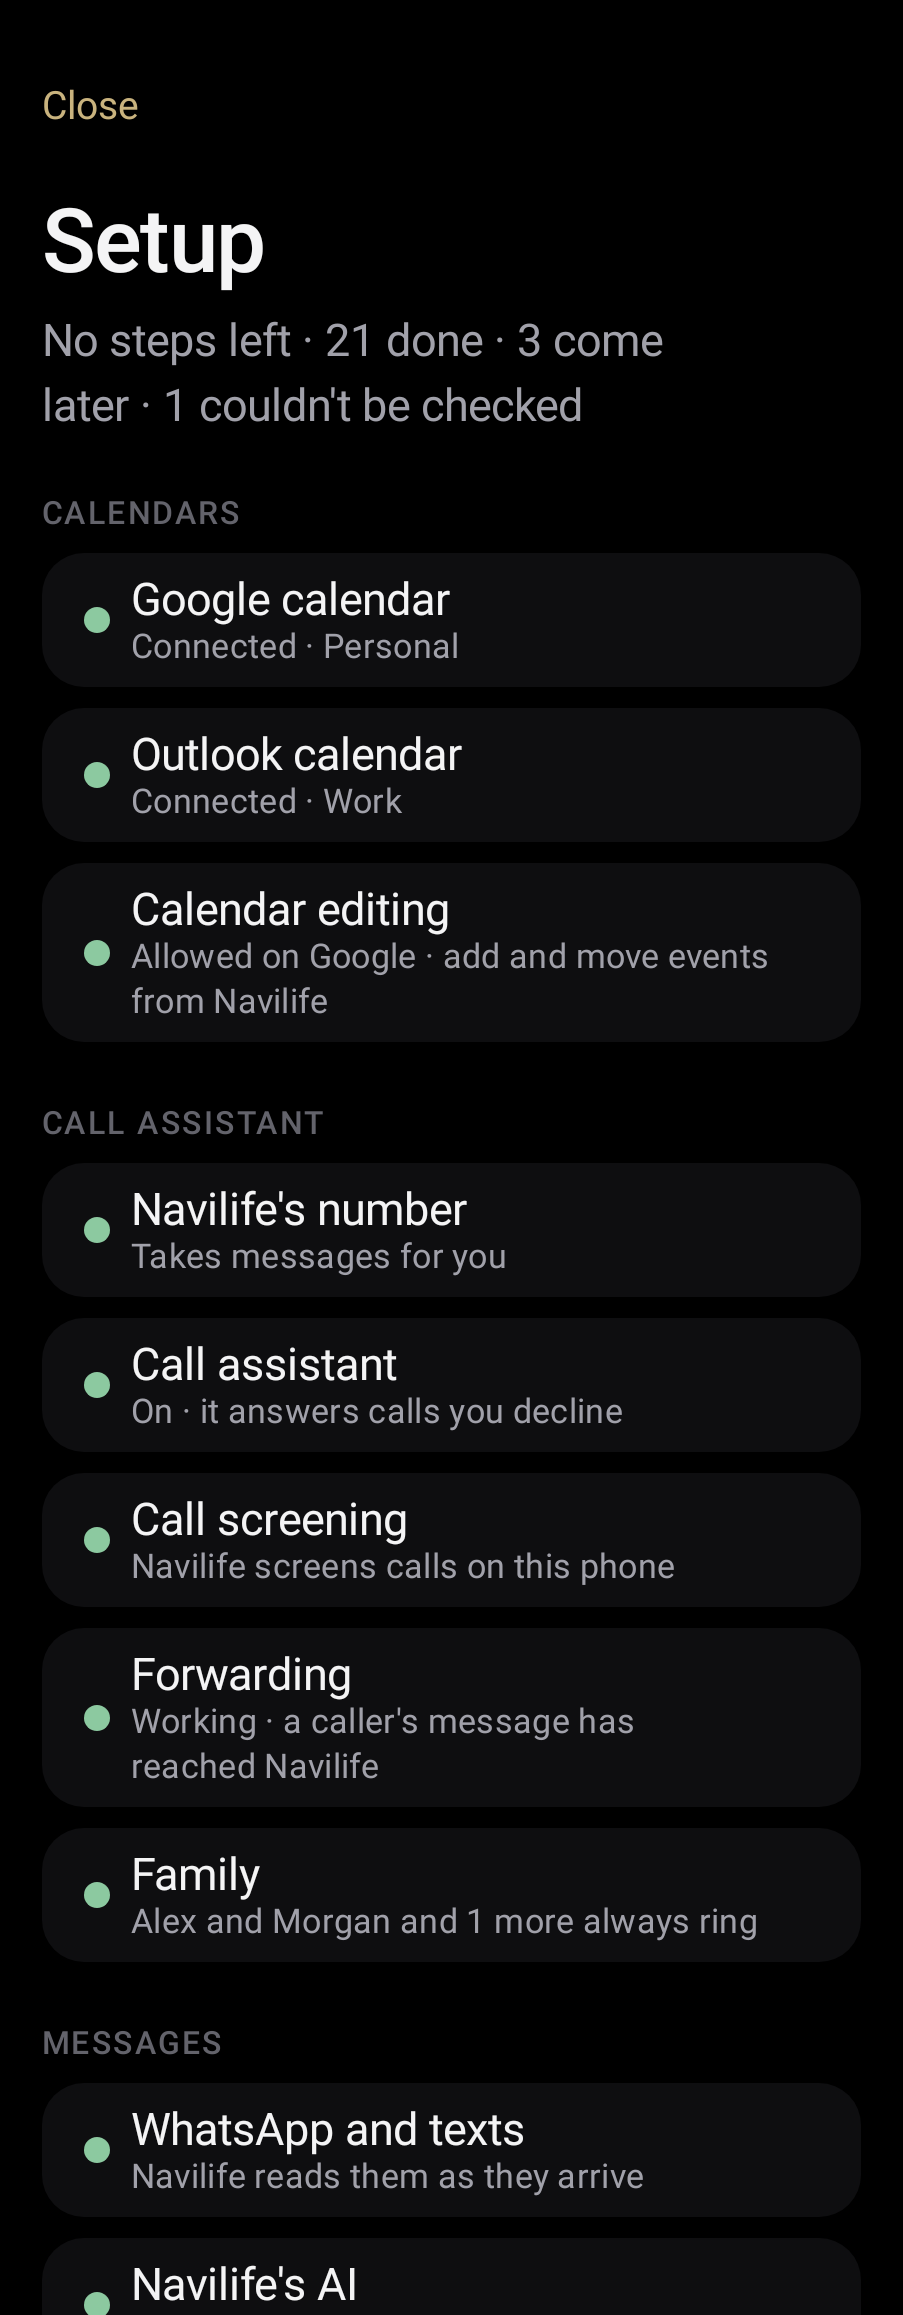 Close
Setup
No steps left · 21 done · 3 come
later · 1 couldn't be checked
CALENDARS
Google calendar
Connected · Personal
Outlook calendar
Connected · Work
Calendar editing
Allowed on Google · add and move events
from Navilife
CALL ASSISTANT
Navilife's number
Takes messages for you
Call assistant
On · it answers calls you decline
Call screening
Navilife screens calls on this phone
Forwarding
Working · a caller's message has
reached Navilife
Family
Alex and Morgan and 1 more always ring
MESSAGES
WhatsApp and texts
Navilife reads them as they arrive
Navilife's AI